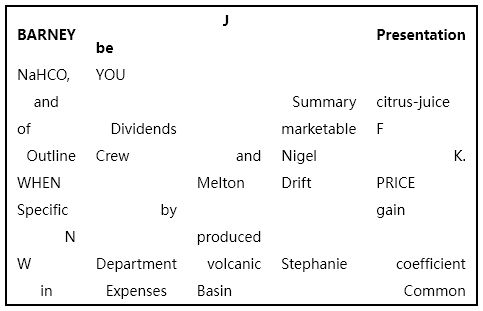 BARNEY be J Presentation
NaHCO, YOU
and Summary citrus-juice
of Dividends marketable F
Outline Crew and Nigel K.
WHEN Melton Drift PRICE
Specific by gain
N produced
W Department volcanic Stephanie coefficient
in Expenses Basin Common